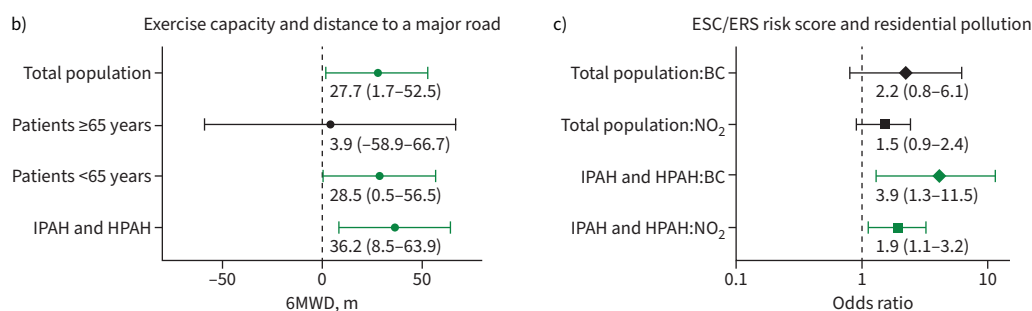 b) Exercise capacity and distance to a major road
Total population
27.7 (1.7–52.5)
Patients ≥65 years
3.9 (–58.9–66.7)
Patients <65 years
28.5 (0.5–56.5)
IPAH and HPAH
36.2 (8.5–63.9)
–50 0 50
6MWD, m
c) ESC/ERS risk score and residential pollution
Total population:BC
2.2 (0.8–6.1)
Total population:NO₂
1.5 (0.9–2.4)
IPAH and HPAH:BC
3.9 (1.3–11.5)
IPAH and HPAH:NO₂
1.9 (1.1–3.2)
0.1 1 10
Odds ratio